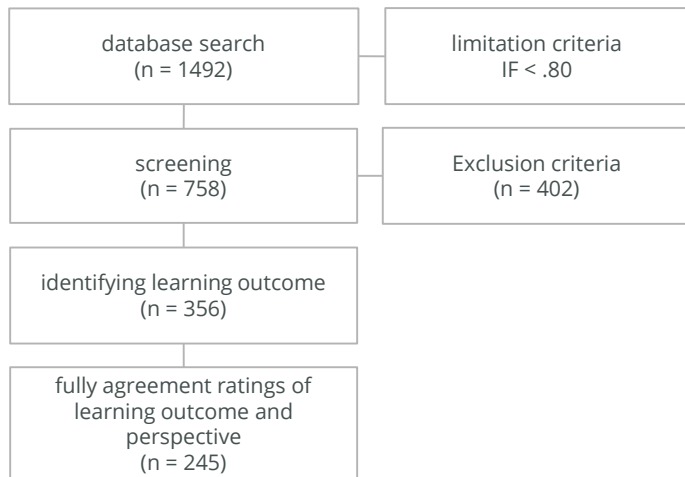 database search
(n = 1492)
limitation criteria
IF < .80
screening
(n = 758)
Exclusion criteria
(n = 402)
identifying learning outcome
(n = 356)
fully agreement ratings of
learning outcome and
perspective
(n = 245)